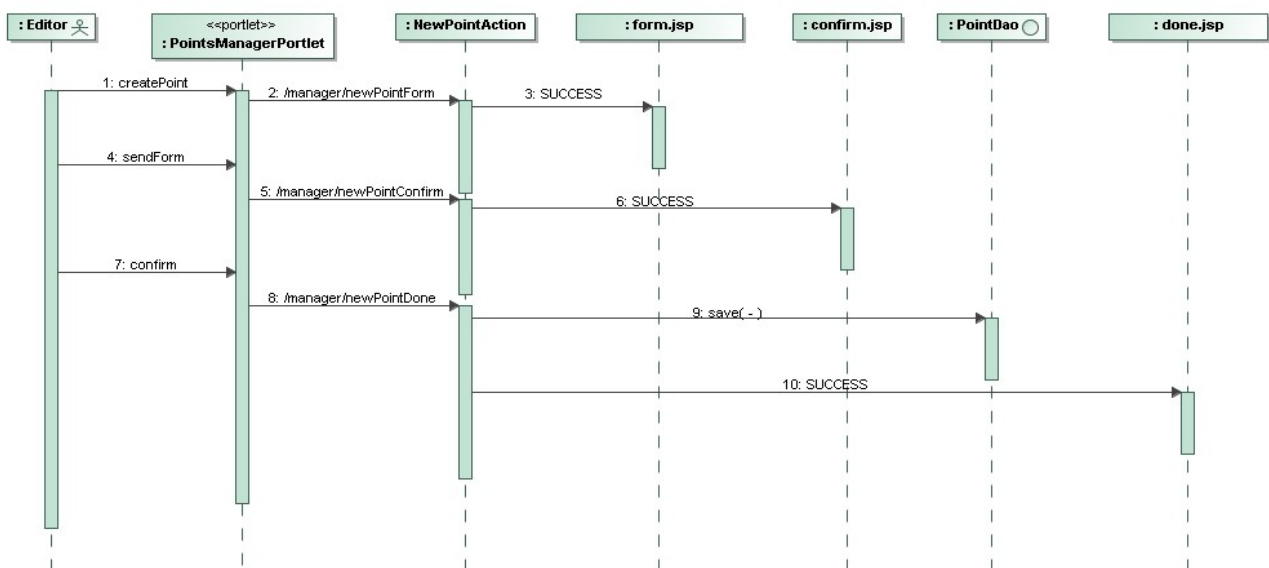 : Editor
<<portlet>>
: PointsManagerPortlet
: NewPointAction
: form.jsp
: confirm.jsp
: PointDao
: done.jsp
1: createPoint
2: /manager/newPointForm
3: SUCCESS
4: sendForm
5: /manager/newPointConfirm
6: SUCCESS
7: confirm
8: /manager/newPointDone
9: save( - )
10: SUCCESS